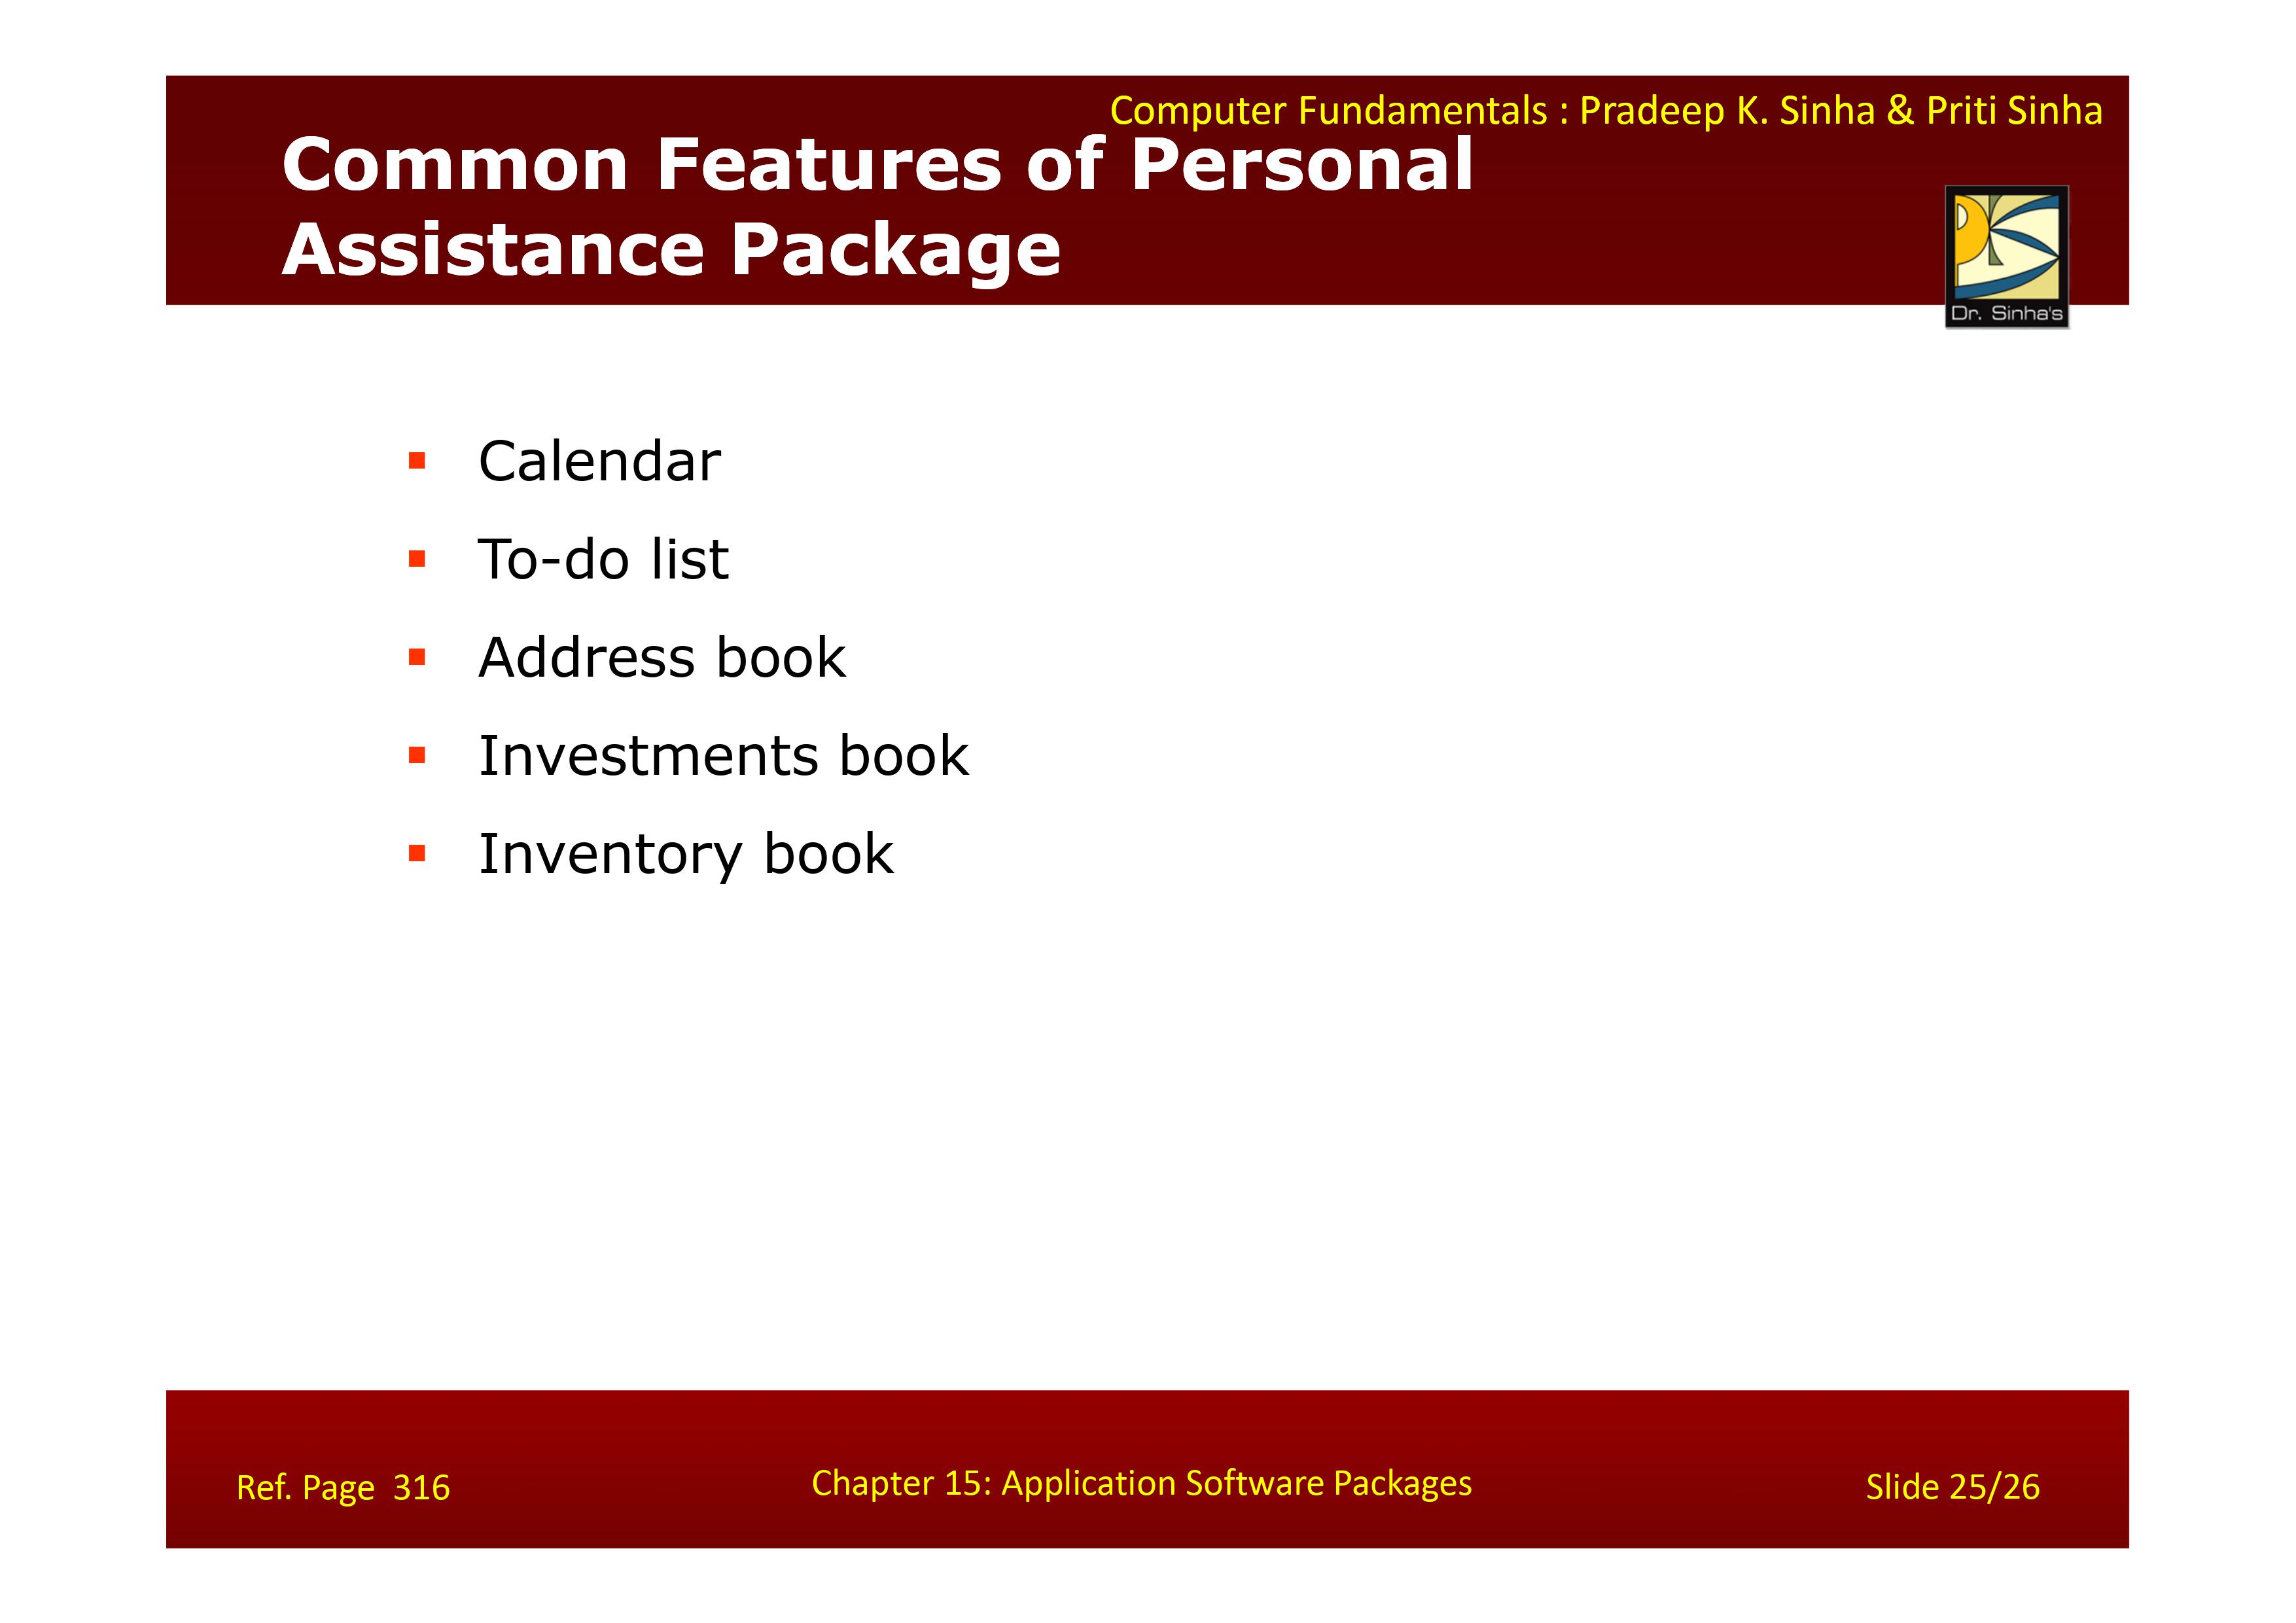 Computer Fundamentals : Pradeep K. Sinha & Priti Sinha
Common Features of Personal
Assistance Package
Dr. Sinha's
Calendar
To-do list
Address book
Investments book
Inventory book
Ref. Page 316
Chapter 15: Application Software Packages
Slide 25/26